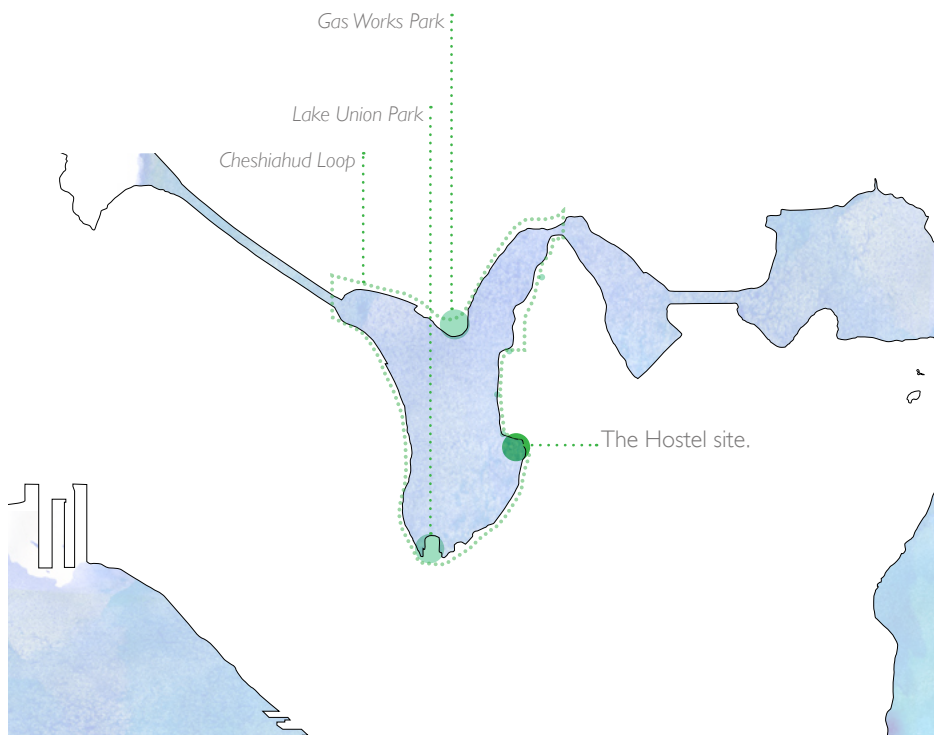 Gas Works Park
Lake Union Park
Cheshiahud Loop
The Hostel site.